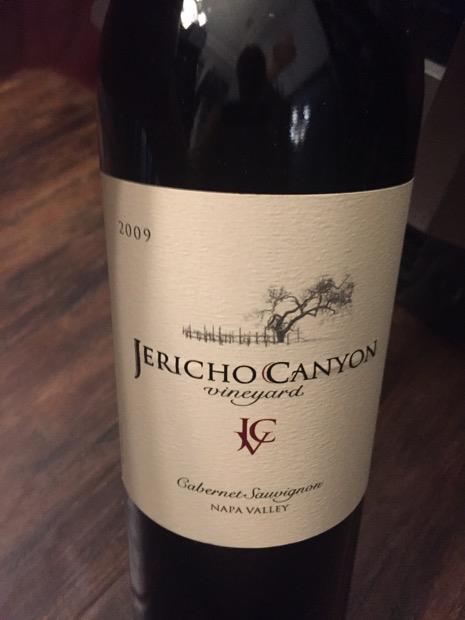 2009
JERICHO CANYON
vineyard
JCV
Cabernet Sauvignon
NAPA VALLEY